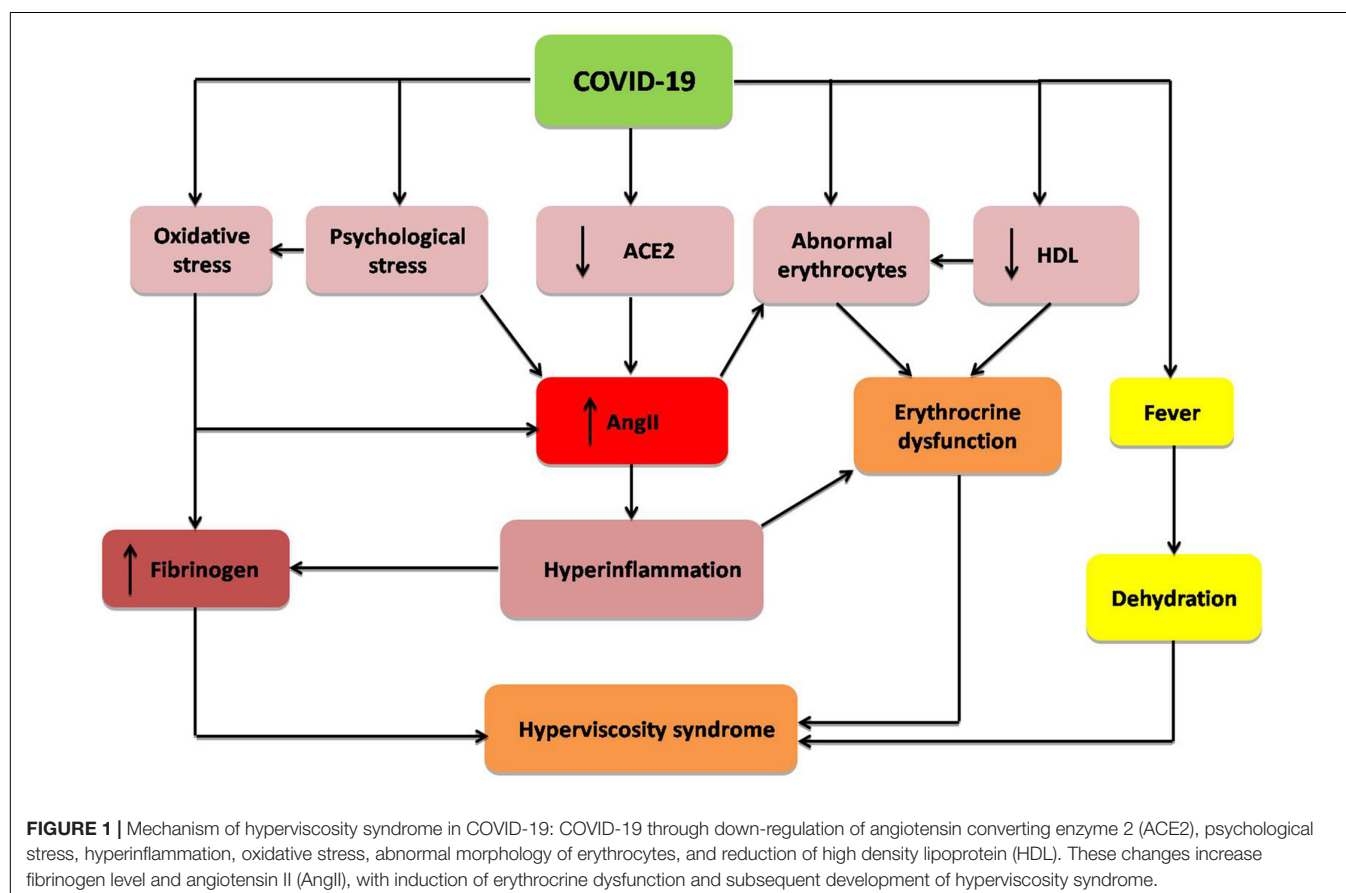 COVID-19
Oxidative
stress
Psychological
stress
ACE2
Abnormal
erythrocytes
HDL
AngII
Erythrocrine
dysfunction
Fever
Fibrinogen
Hyperinflammation
Dehydration
Hyperviscosity syndrome
FIGURE 1 | Mechanism of hyperviscosity syndrome in COVID-19: COVID-19 through down-regulation of angiotensin converting enzyme 2 (ACE2), psychological
stress, hyperinflammation, oxidative stress, abnormal morphology of erythrocytes, and reduction of high density lipoprotein (HDL). These changes increase
fibrinogen level and angiotensin II (AngII), with induction of erythrocrine dysfunction and subsequent development of hyperviscosity syndrome.